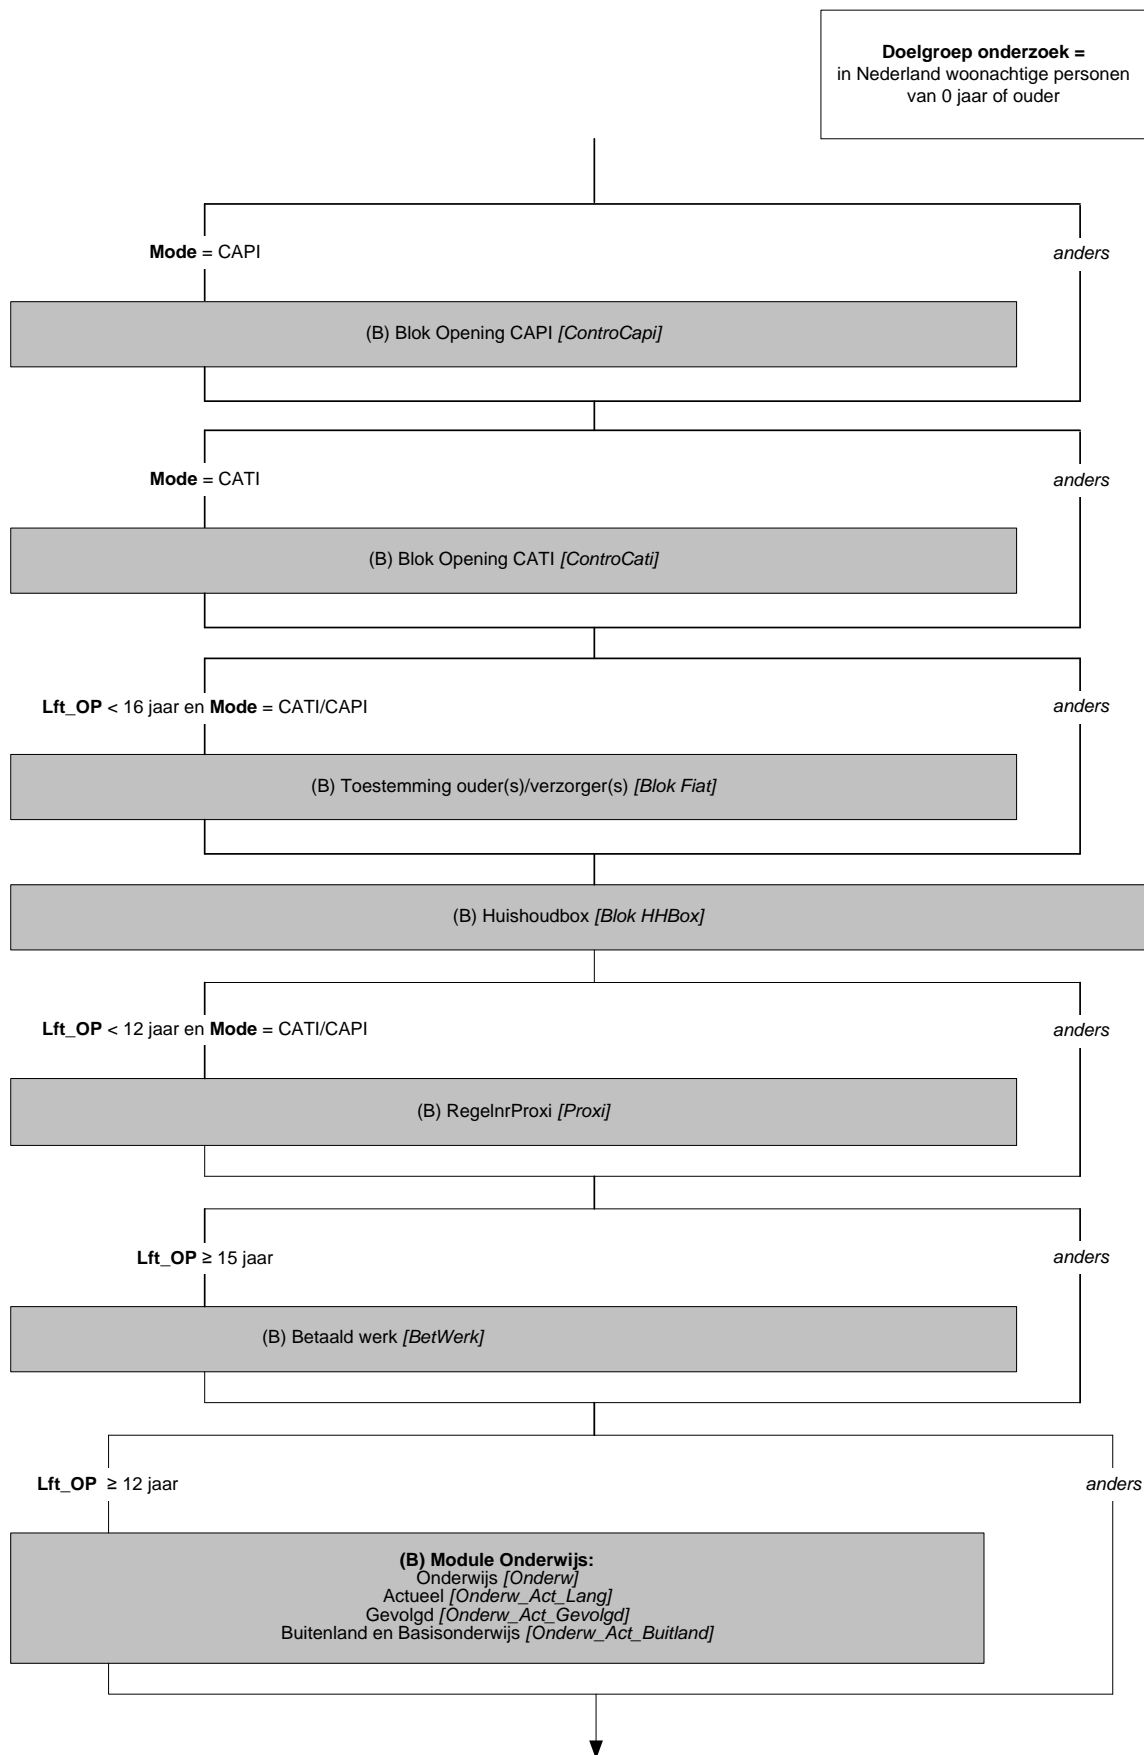 Doelgroep onderzoek =
in Nederland woonachtige personen
van 0 jaar of ouder
Mode = CAPI
anders
(B) Blok Opening CAPI [ControCapi]
Mode = CATI
anders
(B) Blok Opening CATI [ControCati]
Lft_OP < 16 jaar en Mode = CATI/CAPI
anders
(B) Toestemming ouder(s)/verzorger(s) [Blok Fiat]
(B) Huishoudbox [Blok HHBox]
Lft_OP < 12 jaar en Mode = CATI/CAPI
anders
(B) RegelnrProxi [Proxi]
Lft_OP ≥ 15 jaar
anders
(B) Betaald werk [BetWerk]
Lft_OP ≥ 12 jaar
anders
(B) Module Onderwijs:
Onderwijs [Onderw]
Actueel [Onderw_Act_Lang]
Gevolgd [Onderw_Act_Gevolgd]
Buitenland en Basisonderwijs [Onderw_Act_Buitland]